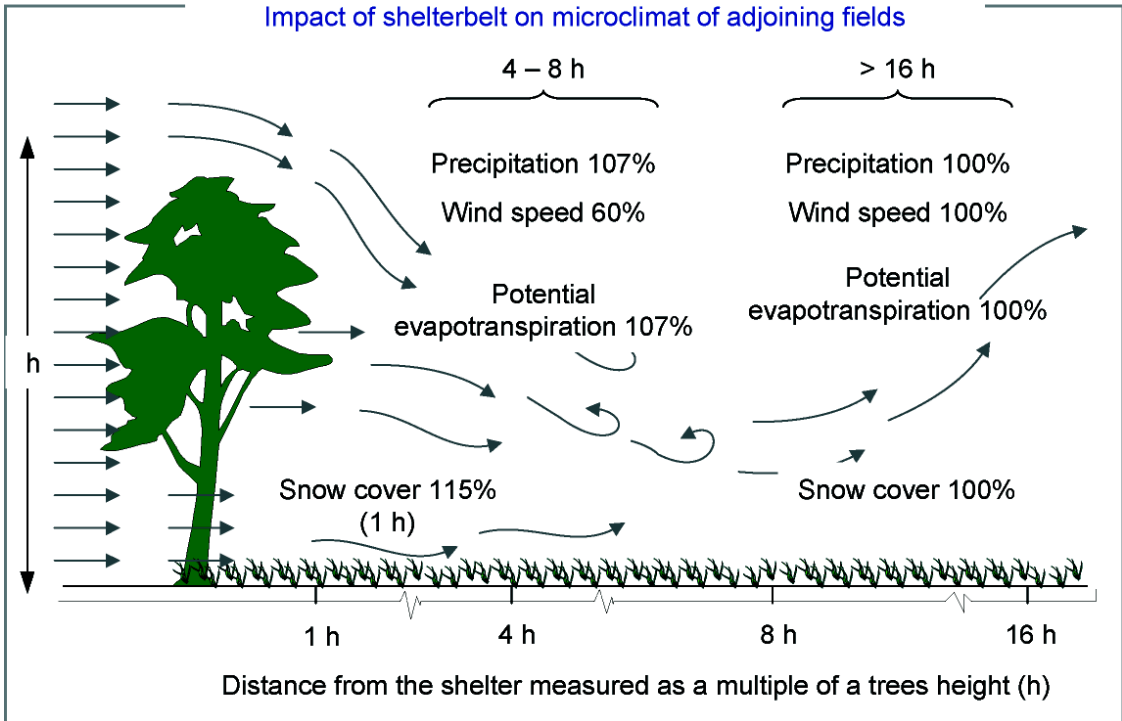 Impact of shelterbelt on microclimat of adjoining fields
4 – 8 h
> 16 h
Precipitation 107%
Precipitation 100%
Wind speed 60%
Wind speed 100%
Potential
evapotranspiration 107%
Potential
evapotranspiration 100%
h
Snow cover 115%
(1 h)
Snow cover 100%
1 h
4 h
8 h
16 h
Distance from the shelter measured as a multiple of a trees height (h)